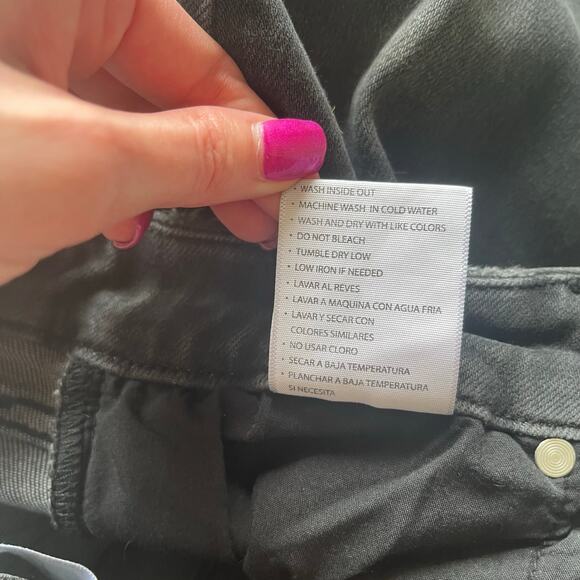 • WASH INSIDE OUT
• MACHINE WASH IN COLD WATER
• WASH AND DRY WITH LIKE COLORS
• DO NOT BLEACH
• TUMBLE DRY LOW
• LOW IRON IF NEEDED
• LAVAR AL REVES
• LAVAR A MAQUINA CON AGUA FRIA
• LAVAR Y SECAR CON
COLORES SIMILARES
• NO USAR CLORO
• SECAR A BAJA TEMPERATURA
• PLANCHAR A BAJA TEMPERATURA
SI NECESITA